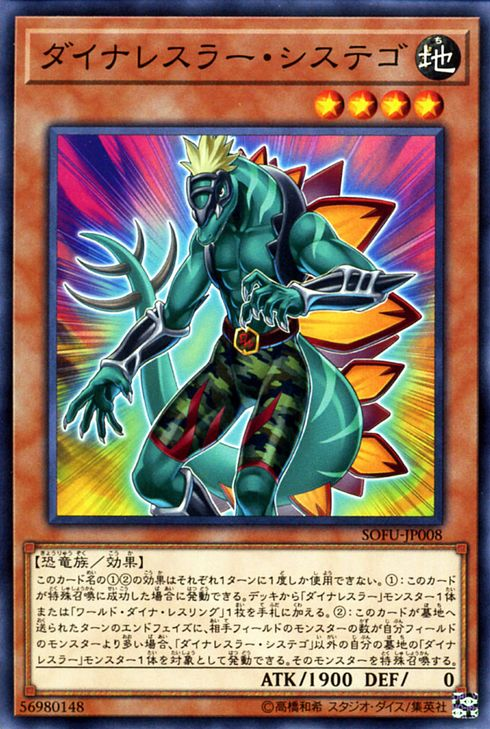 ダイナレスラー・システゴ
地
SOFU-JP008
【恐竜族/効果】
このカード名の①②の効果はそれぞれ1ターンに1度しか使用できない。①:このカード
が特殊召喚に成功した場合に発動できる。デッキから「ダイナレスラー」モンスター1体
または「ワールド・ダイナ・レスリング」1枚を手札に加える。②:このカードが墓地へ
送られたターンのエンドフェイズに、相手フィールドのモンスターの数が自分フィールド
のモンスターより多い場合、「ダイナレスラー・システゴ」以外の自分の墓地の「ダイナ
レスラー」モンスター1体を対象として発動できる。そのモンスターを特殊召喚する。
ATK/1900 DEF/ 0
56980148
©高橋和希 スタジオ・ダイス/集英社